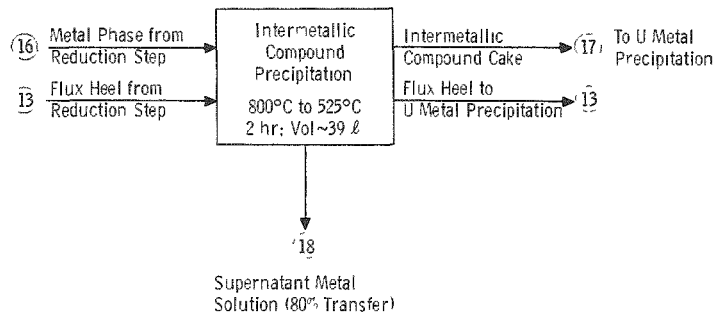 16 Metal Phase from
Reduction Step
13 Flux Heel from
Reduction Step
Intermetallic
Compound
Precipitation
800°C to 525°C
2 hr; Vol~39 ℓ
Intermetallic
Compound Cake
17 To U Metal
Precipitation
Flux Heel to
U Metal Precipitation
13
18
Supernatant Metal
Solution (80% Transfer)